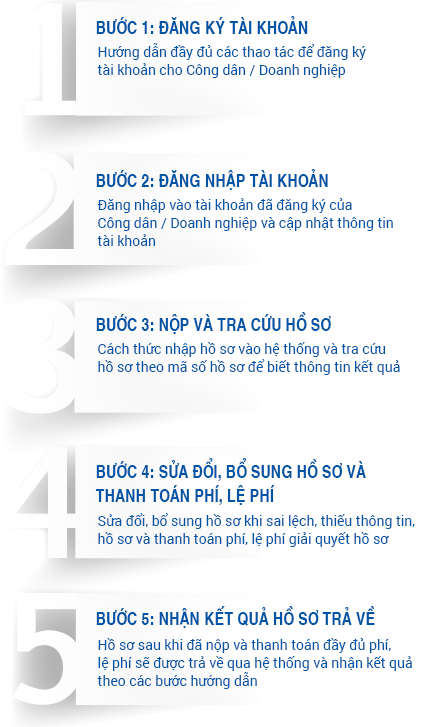 1
BƯỚC 1: ĐĂNG KÝ TÀI KHOẢN
Hướng dẫn đầy đủ các thao tác để đăng ký
tài khoản cho Công dân / Doanh nghiệp
2
BƯỚC 2: ĐĂNG NHẬP TÀI KHOẢN
Đăng nhập vào tài khoản đã đăng ký của
Công dân / Doanh nghiệp và cập nhật thông tin
tài khoản
3
BƯỚC 3: NỘP VÀ TRA CỨU HỒ SƠ
Cách thức nhập hồ sơ vào hệ thống và tra cứu
hồ sơ theo mã số hồ sơ để biết thông tin kết quả
4
BƯỚC 4: SỬA ĐỔI, BỔ SUNG HỒ SƠ VÀ
THANH TOÁN PHÍ, LỆ PHÍ
Sửa đổi, bổ sung hồ sơ khi sai lệch, thiếu thông tin,
hồ sơ và thanh toán phí, lệ phí giải quyết hồ sơ
5
BƯỚC 5: NHẬN KẾT QUẢ HỒ SƠ TRẢ VỀ
Hồ sơ sau khi đã nộp và thanh toán đầy đủ phí,
lệ phí sẽ được trả về qua hệ thống và nhận kết quả
theo các bước hướng dẫn